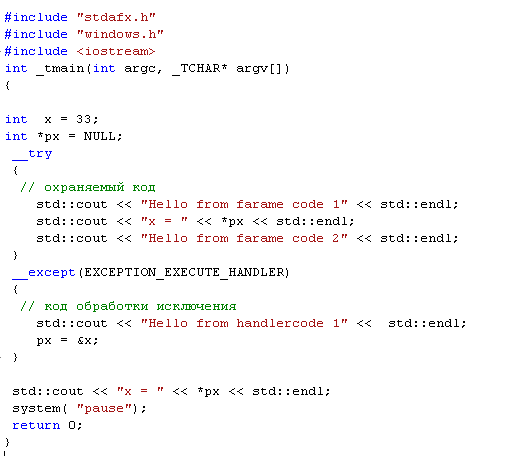 #include "stdafx.h"
#include "windows.h"
#include <iostream>
int _tmain(int argc, _TCHAR* argv[])
{
int  x = 33;
int *px = NULL;
 __try
 {
  // охраняемый код
    std::cout << "Hello from farame code 1" << std::endl;
    std::cout << "x = " << *px << std::endl;
    std::cout << "Hello from farame code 2" << std::endl;
 }
 __except(EXCEPTION_EXECUTE_HANDLER)
 {
  // код обработки исключения
    std::cout << "Hello from handlercode 1" <<  std::endl;
    px = &x;
 }
 std::cout << "x = " << *px << std::endl;
 system( "pause");
 return 0;
}